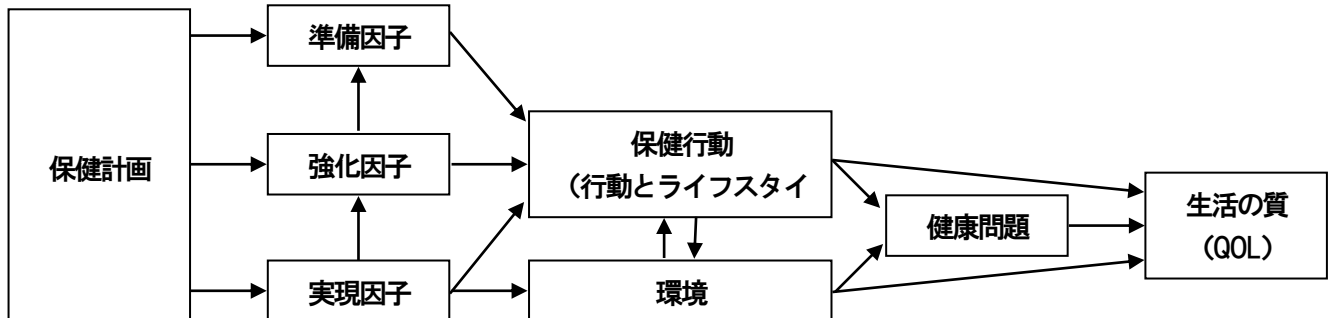 保健計画
準備因子
強化因子
実現因子
保健行動
（行動とライフスタイ
環境
健康問題
生活の質
（QOL）